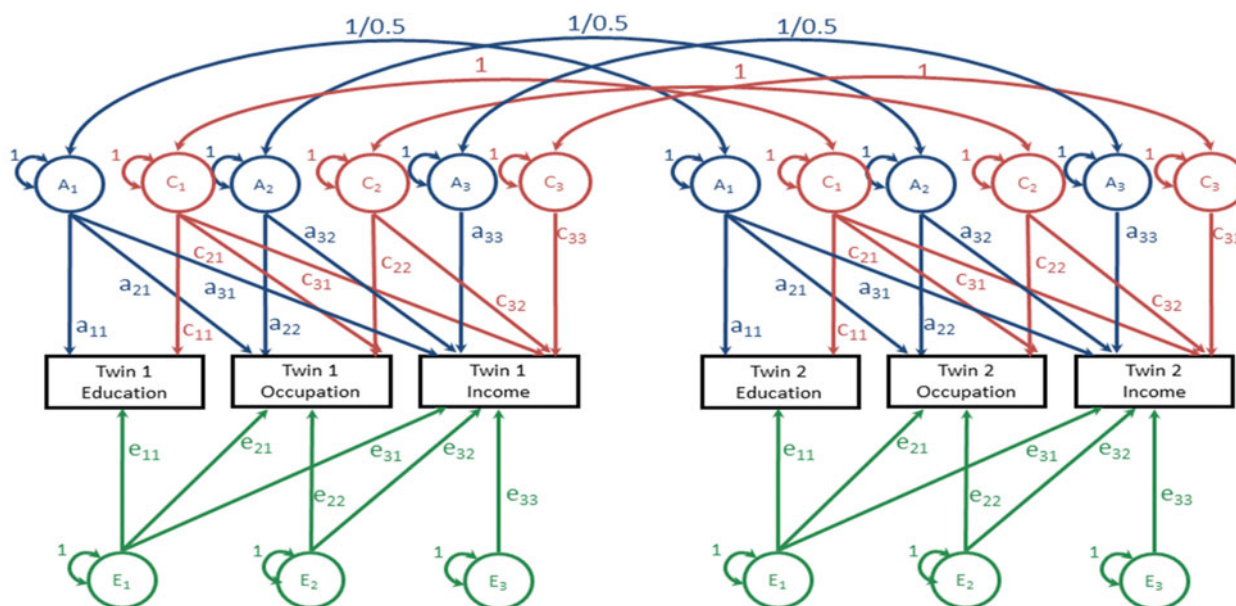 1/0.5 1/0.5 1/0.5
1 1 1
1 A1 1 C1 1 A2 1 C2 1 A3 1 C3 1 A1 1 C1 1 A2 1 C2 1 A3 1 C3
a32 a33 c33 a32 a33 c31
c21 c22 c21 c22
a21 a31 c31 c32 a21 a31 c31 c32
a11 c11 a22 a11 c11 a22
Twin 1 Twin 1 Twin 1 Twin 2 Twin 2 Twin 2
Education Occupation Income Education Occupation Income
e11 e21 e31 e32 e11 e21 e31 e32
e22 e33 e22 e33
1 E1 1 E2 1 E3 1 E1 1 E2 1 E3